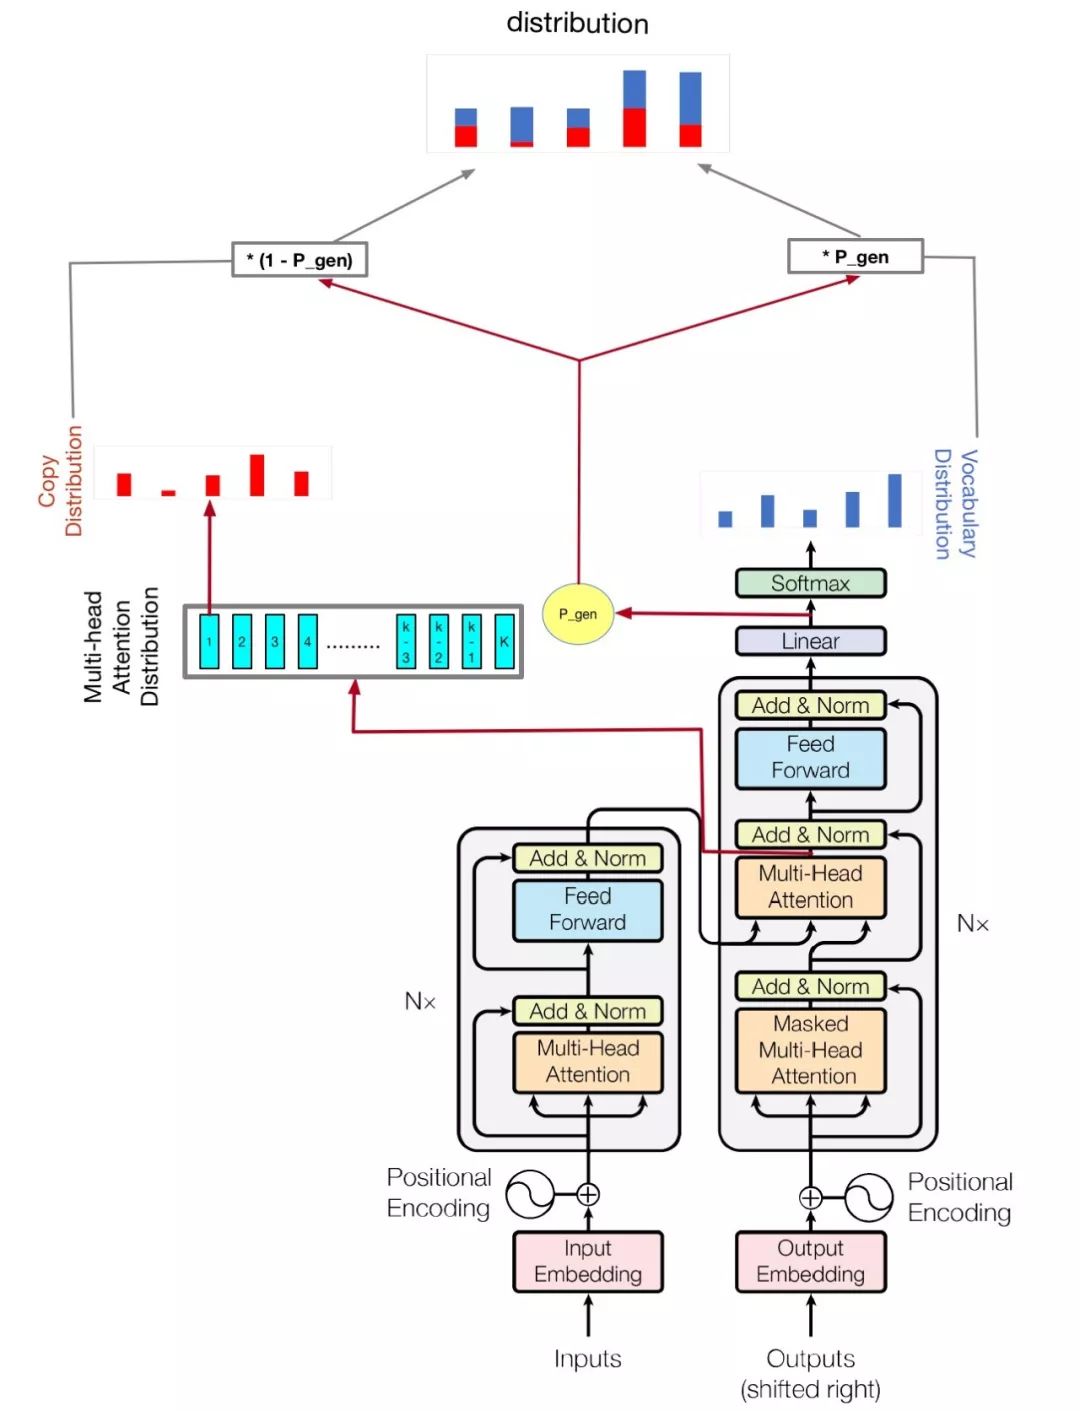 distribution
* (1 - P_gen)
* P_gen
Copy
Distribution
Vocabulary
Distribution
Multi-head
Attention
Distribution
1 2 3 4 ......... k-3 k-2 k-1 K
P_gen
Softmax
Linear
Add & Norm
Feed
Forward
Add & Norm
Multi-Head
Attention
Nx
Add & Norm
Masked
Multi-Head
Attention
Add & Norm
Feed
Forward
Nx
Add & Norm
Multi-Head
Attention
Positional
Encoding
Positional
Encoding
Input
Embedding
Output
Embedding
Inputs
Outputs
(shifted right)